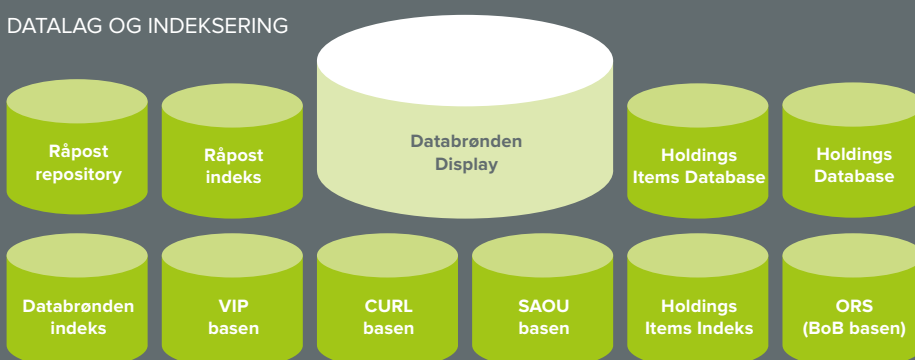 DATALAG OG INDEKSERING
Råpost
repository
Råpost
indeks
Databrønden
Display
Holdings
Items Database
Holdings
Database
Databrønden
indeks
VIP
basen
CURL
basen
SAOU
basen
Holdings
Items Indeks
ORS
(BoB basen)